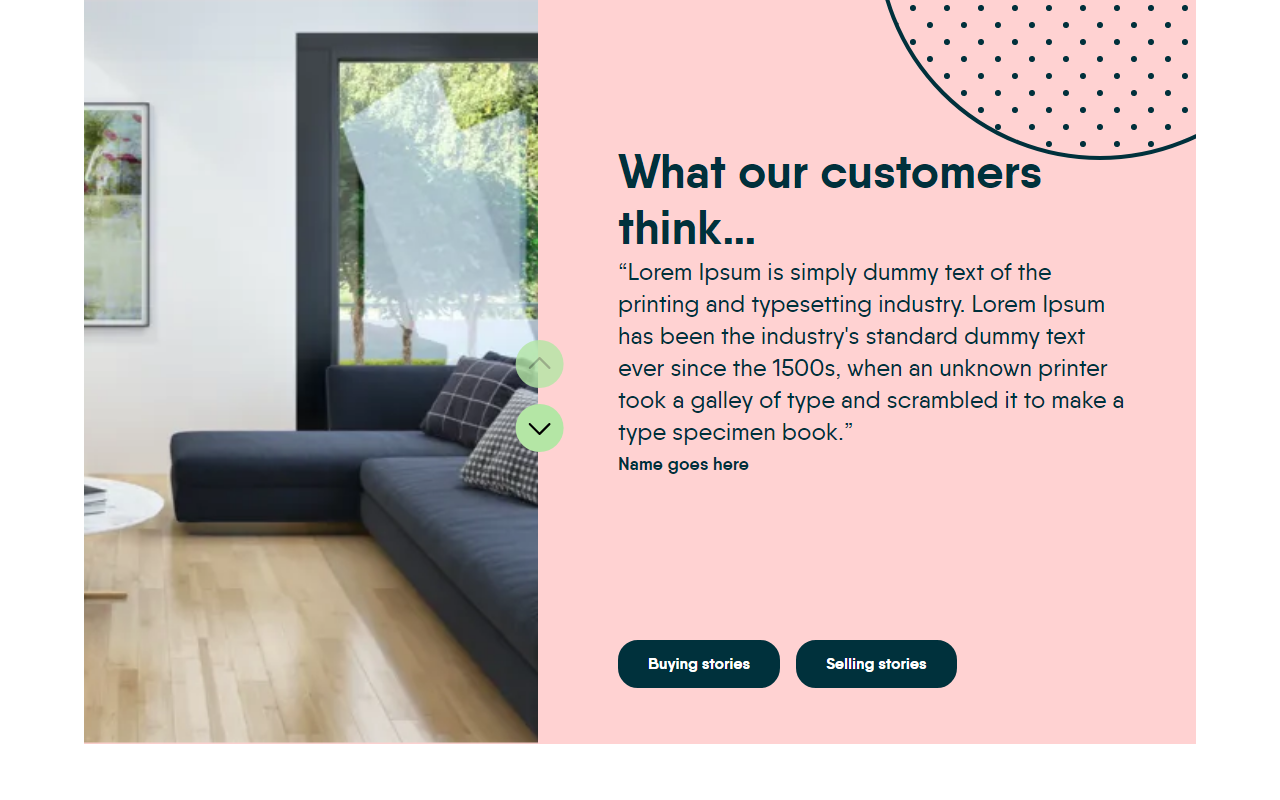 What our customers
think...
“Lorem Ipsum is simply dummy text of the
printing and typesetting industry. Lorem Ipsum
has been the industry's standard dummy text
ever since the 1500s, when an unknown printer
took a galley of type and scrambled it to make a
type specimen book.”
Name goes here
Buying stories
Selling stories